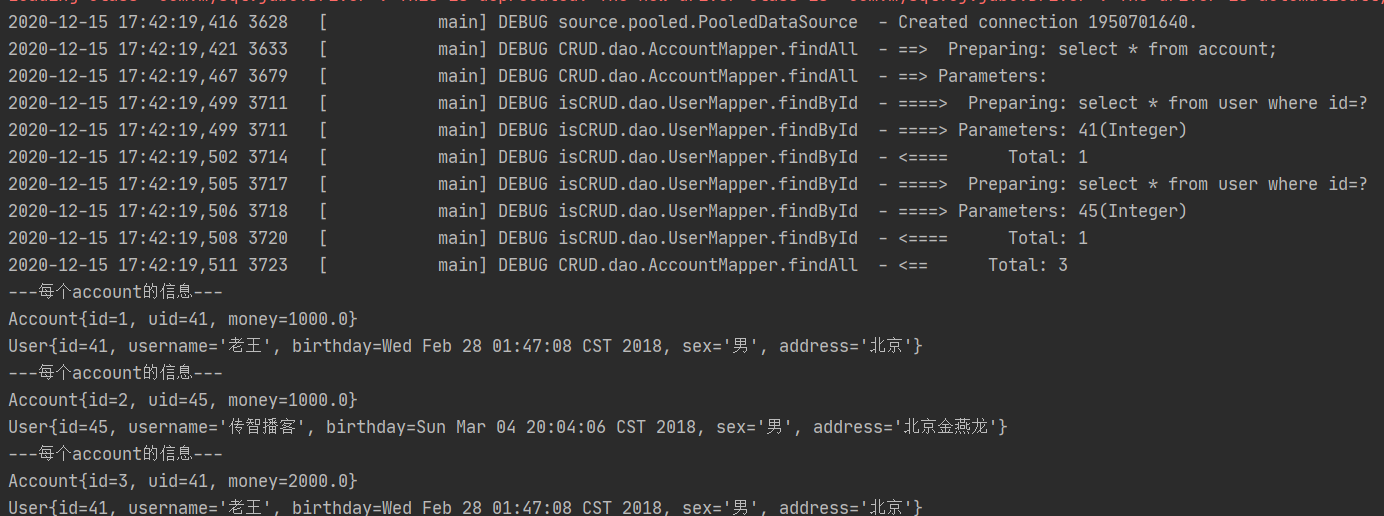 2020-12-15 17:42:19,416 3628   [           main] DEBUG source.pooled.PooledDataSource  - Created connection 1950701640.
2020-12-15 17:42:19,421 3633   [           main] DEBUG CRUD.dao.AccountMapper.findAll  - ==>  Preparing: select * from account;
2020-12-15 17:42:19,467 3679   [           main] DEBUG CRUD.dao.AccountMapper.findAll  - ==> Parameters:
2020-12-15 17:42:19,499 3711   [           main] DEBUG isCRUD.dao.UserMapper.findById  - ====>  Preparing: select * from user where id=?
2020-12-15 17:42:19,499 3711   [           main] DEBUG isCRUD.dao.UserMapper.findById  - ====> Parameters: 41(Integer)
2020-12-15 17:42:19,502 3714   [           main] DEBUG isCRUD.dao.UserMapper.findById  - <====      Total: 1
2020-12-15 17:42:19,505 3717   [           main] DEBUG isCRUD.dao.UserMapper.findById  - ====>  Preparing: select * from user where id=?
2020-12-15 17:42:19,506 3718   [           main] DEBUG isCRUD.dao.UserMapper.findById  - ====> Parameters: 45(Integer)
2020-12-15 17:42:19,508 3720   [           main] DEBUG isCRUD.dao.UserMapper.findById  - <====      Total: 1
2020-12-15 17:42:19,511 3723   [           main] DEBUG CRUD.dao.AccountMapper.findAll  - <==      Total: 3
---每个account的信息---
Account{id=1, uid=41, money=1000.0}
User{id=41, username='老王', birthday=Wed Feb 28 01:47:08 CST 2018, sex='男', address='北京'}
---每个account的信息---
Account{id=2, uid=45, money=1000.0}
User{id=45, username='传智播客', birthday=Sun Mar 04 20:04:06 CST 2018, sex='男', address='北京金燕龙'}
---每个account的信息---
Account{id=3, uid=41, money=2000.0}
User{id=41, username='老王', birthday=Wed Feb 28 01:47:08 CST 2018, sex='男', address='北京'}